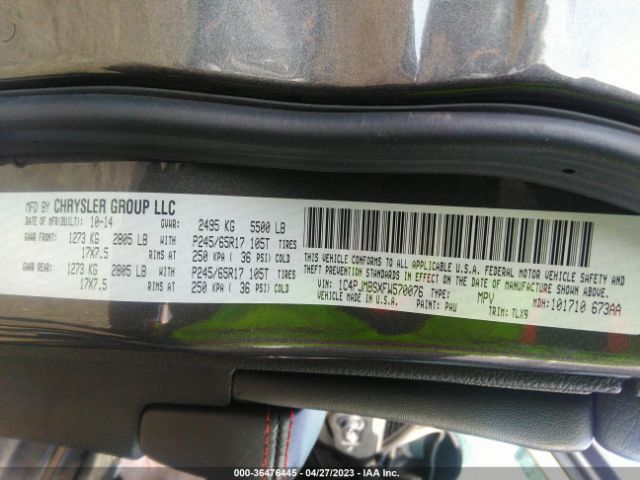 MFD BY CHRYSLER GROUP LLC
DATE OF MFR(BUILT): 10-14 GVWR: 2495 KG 5500 LB
GAWR FRONT: 1273 KG 2805 LB WITH P245/65R17 105T TIRES
17X7.5 RIMS AT 250 KPA ( 36 PSI) COLD
GAWR REAR: 1273 KG 2805 LB WITH P245/65R17 105T TIRES
17X7.5 RIMS AT 250 KPA ( 36 PSI) COLD
THIS VEHICLE CONFORMS TO ALL APPLICABLE U.S.A. FEDERAL MOTOR VEHICLE SAFETY AND
THEFT PREVENTION STANDARDS IN EFFECT ON THE DATE OF MANUFACTURE SHOWN ABOVE.
VIN: 1C4PJMBSXFW570076 TYPE: MPV MDH:101710 673AA
VEHICLE MADE IN U.S.A. PAINT: PAU TRIM: TLX9
000-36476445 - 04/27/2023 - IAA Inc.